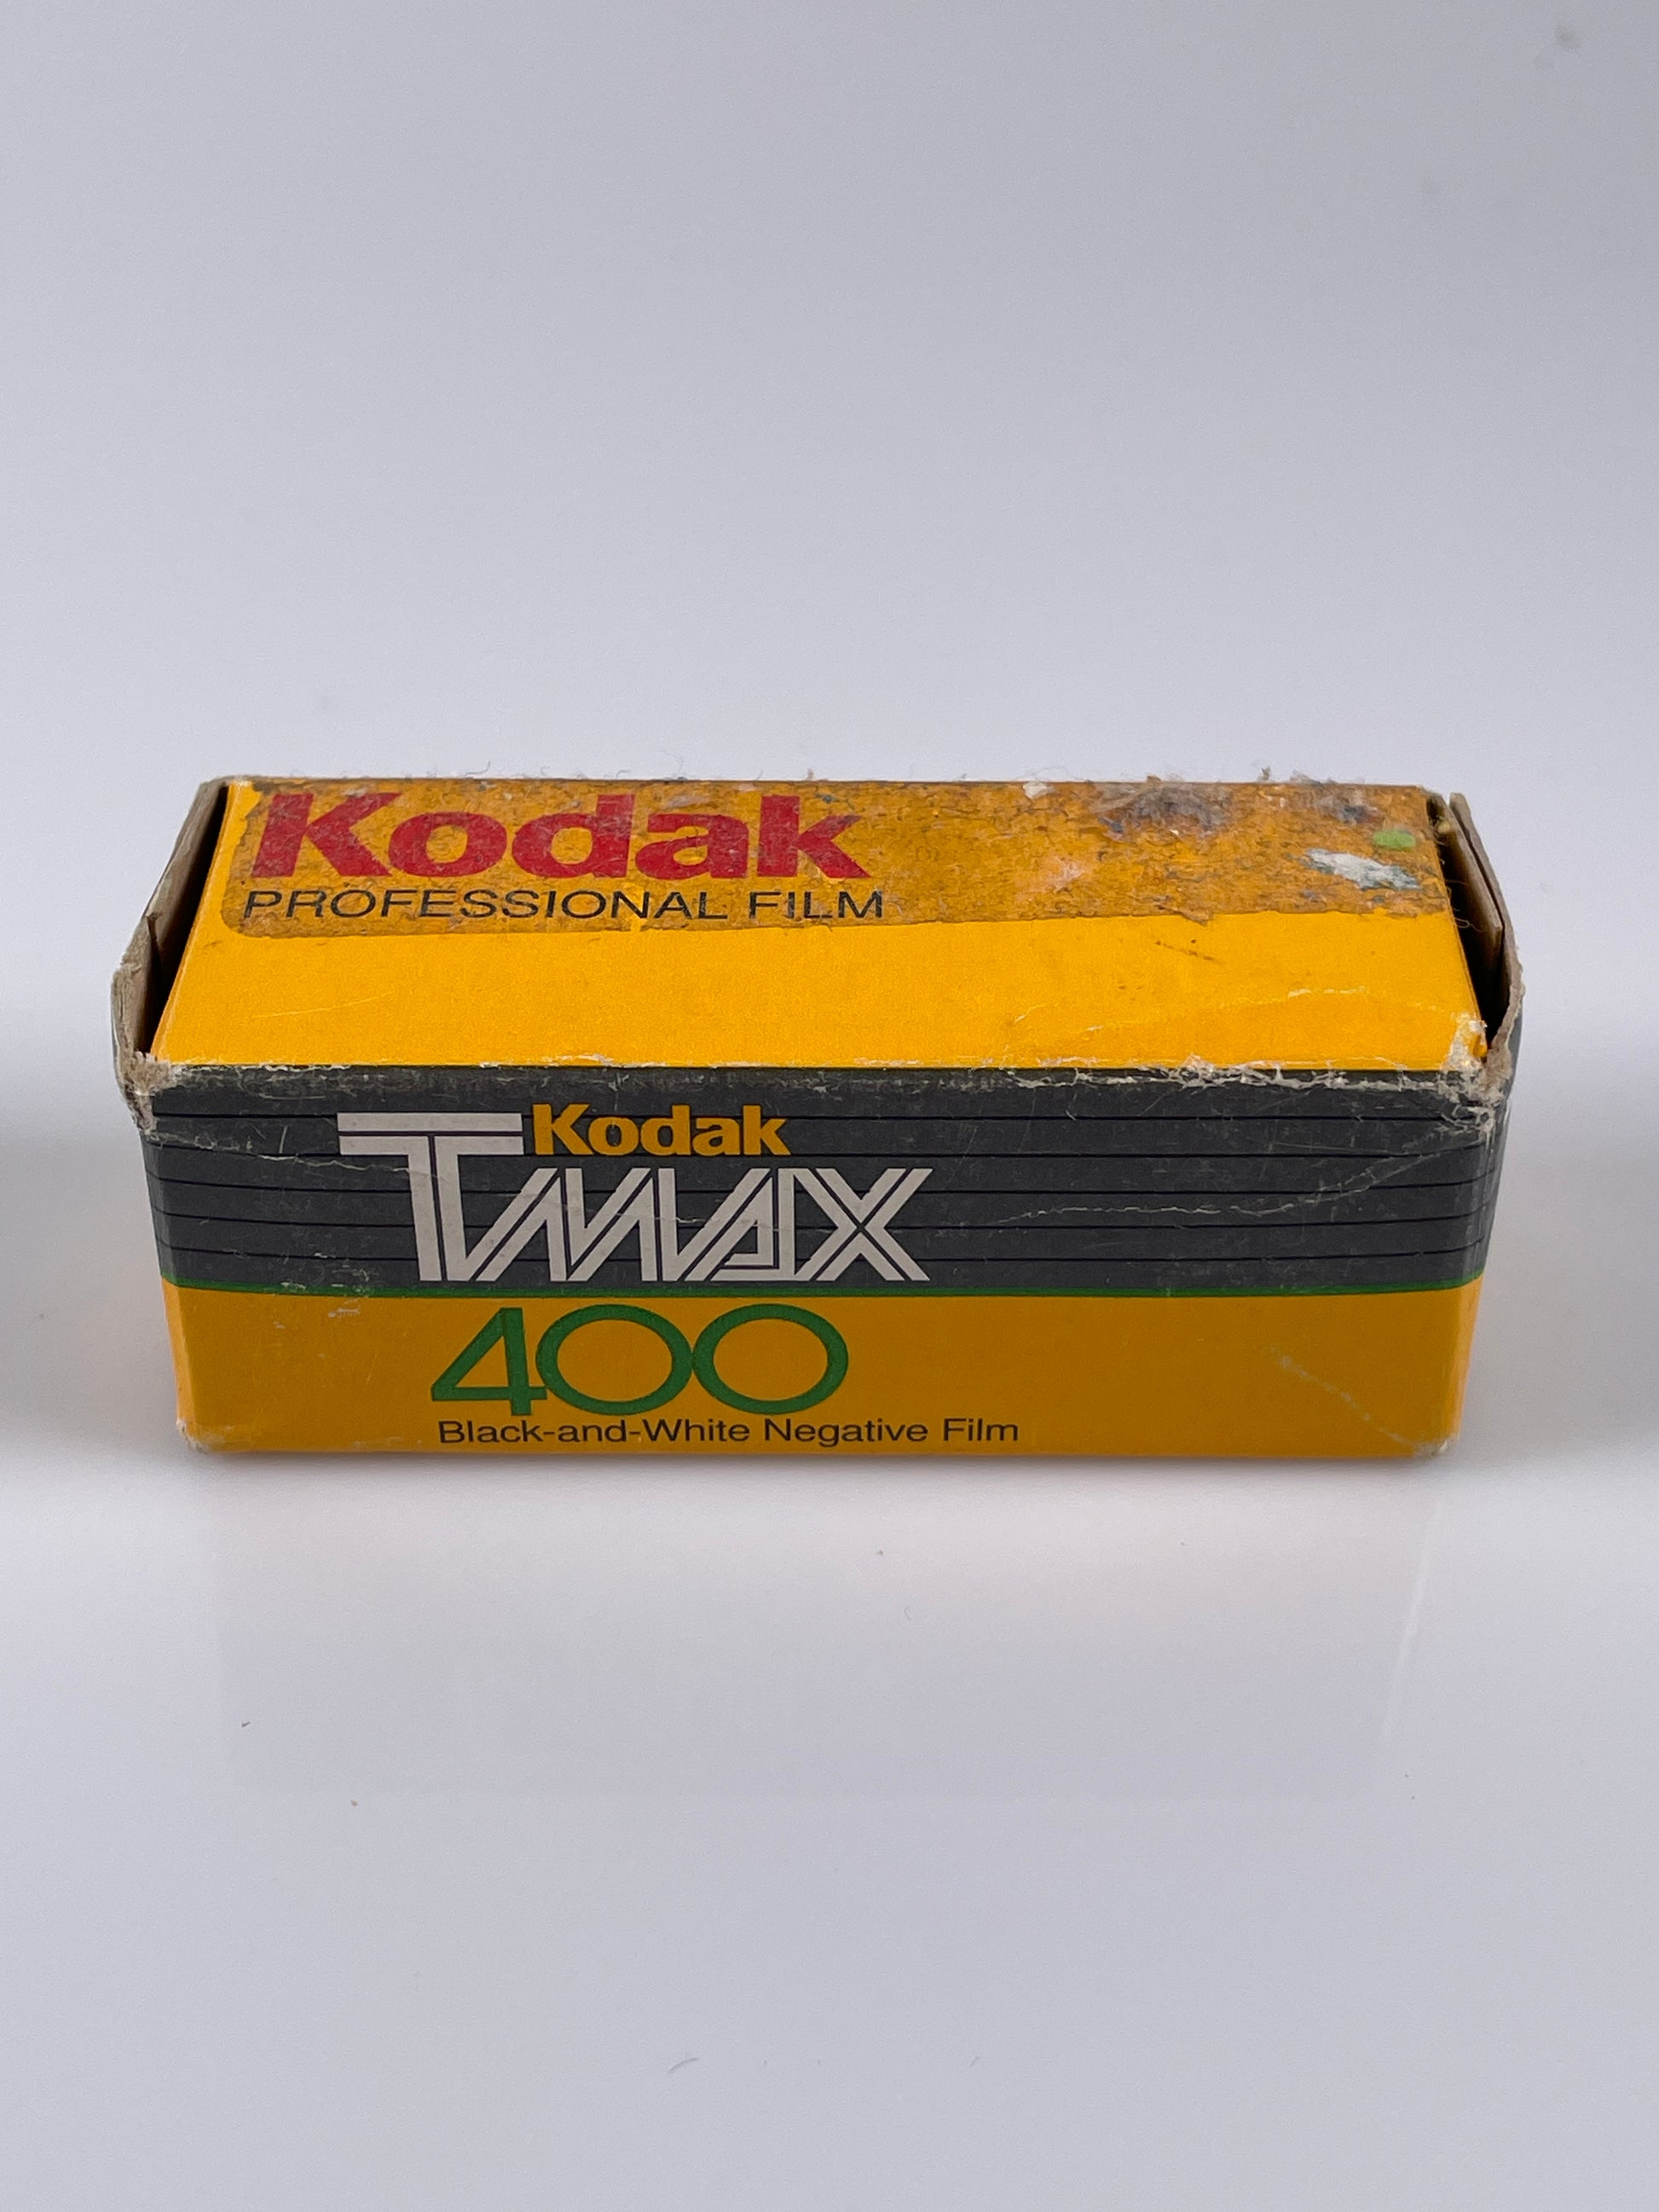 Kodak
PROFESSIONAL FILM
Kodak
TMAX
400
Black-and-White Negative Film